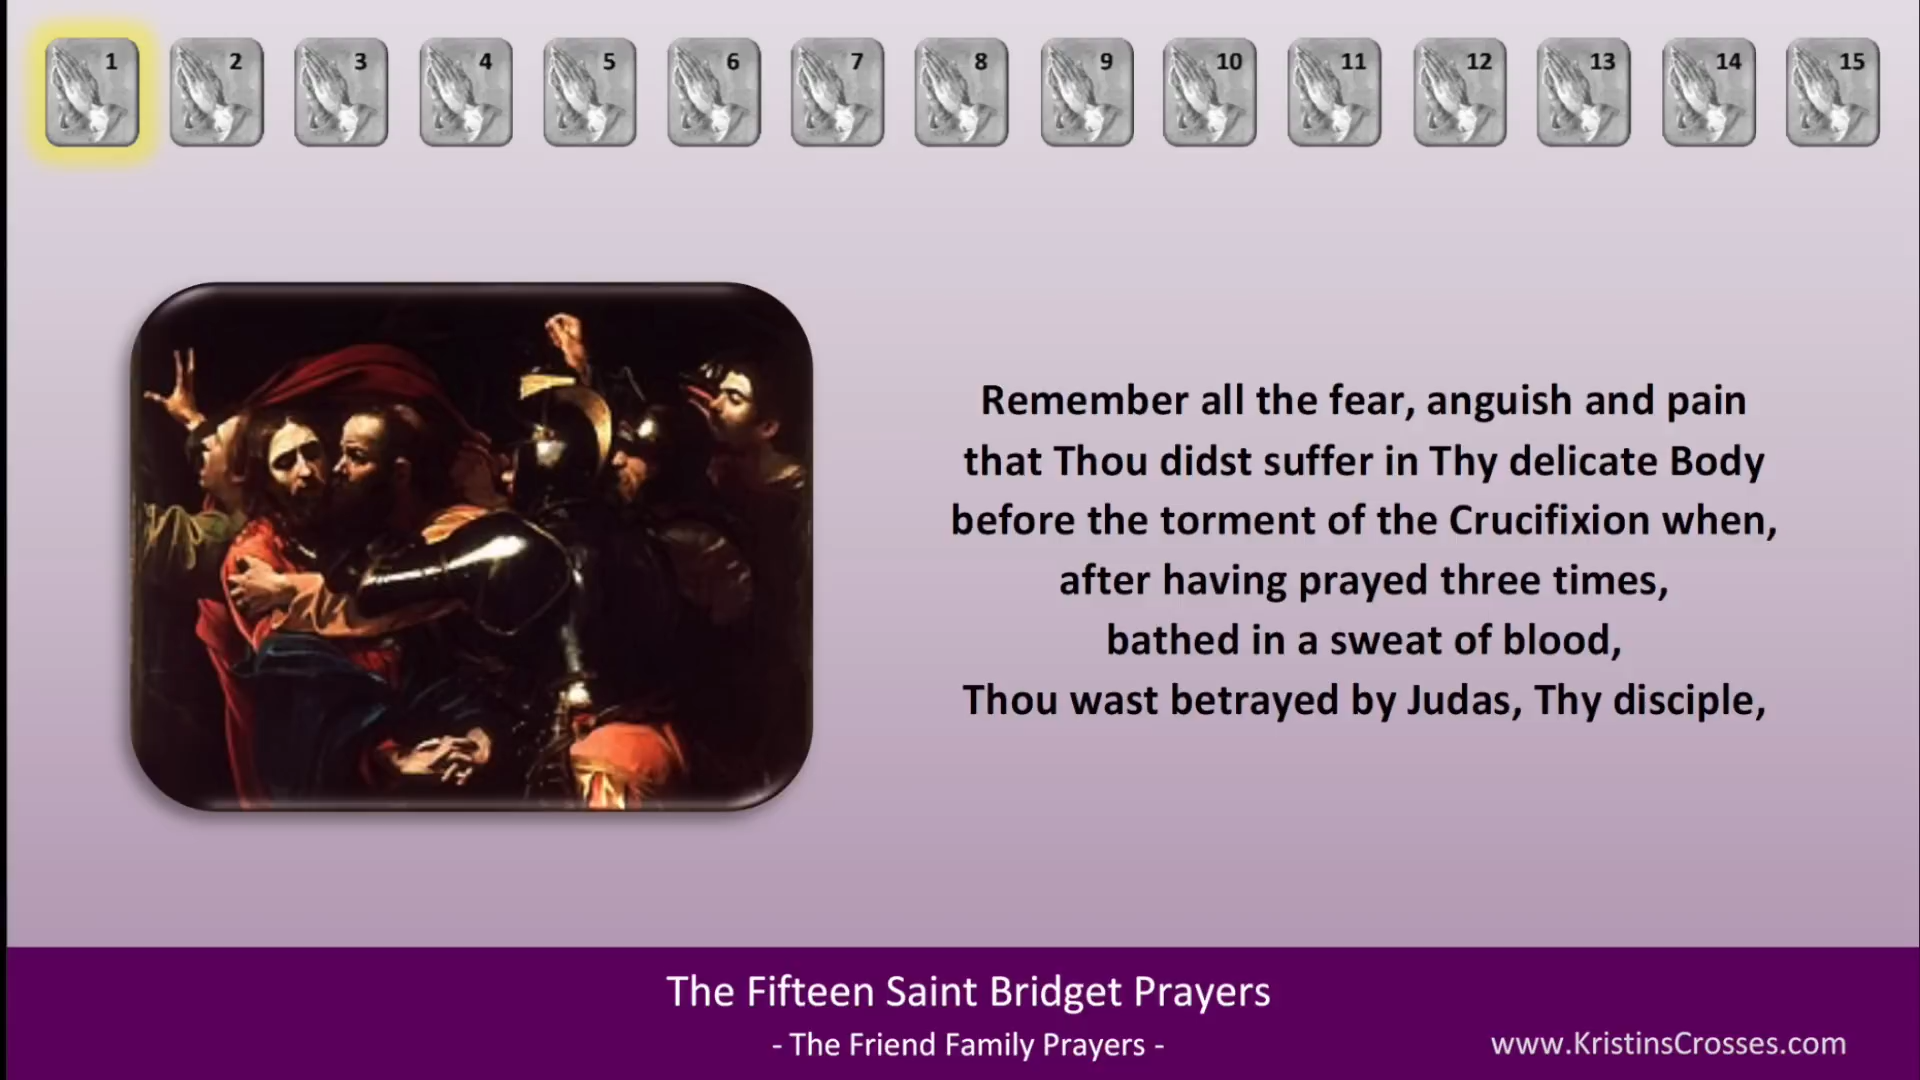 1 2 3 4 5 6 7 8 9 10 11 12 13 14 15
Remember all the fear, anguish and pain
that Thou didst suffer in Thy delicate Body
before the torment of the Crucifixion when,
after having prayed three times,
bathed in a sweat of blood,
Thou wast betrayed by Judas, Thy disciple,
The Fifteen Saint Bridget Prayers
- The Friend Family Prayers -
www.KristinsCrosses.com